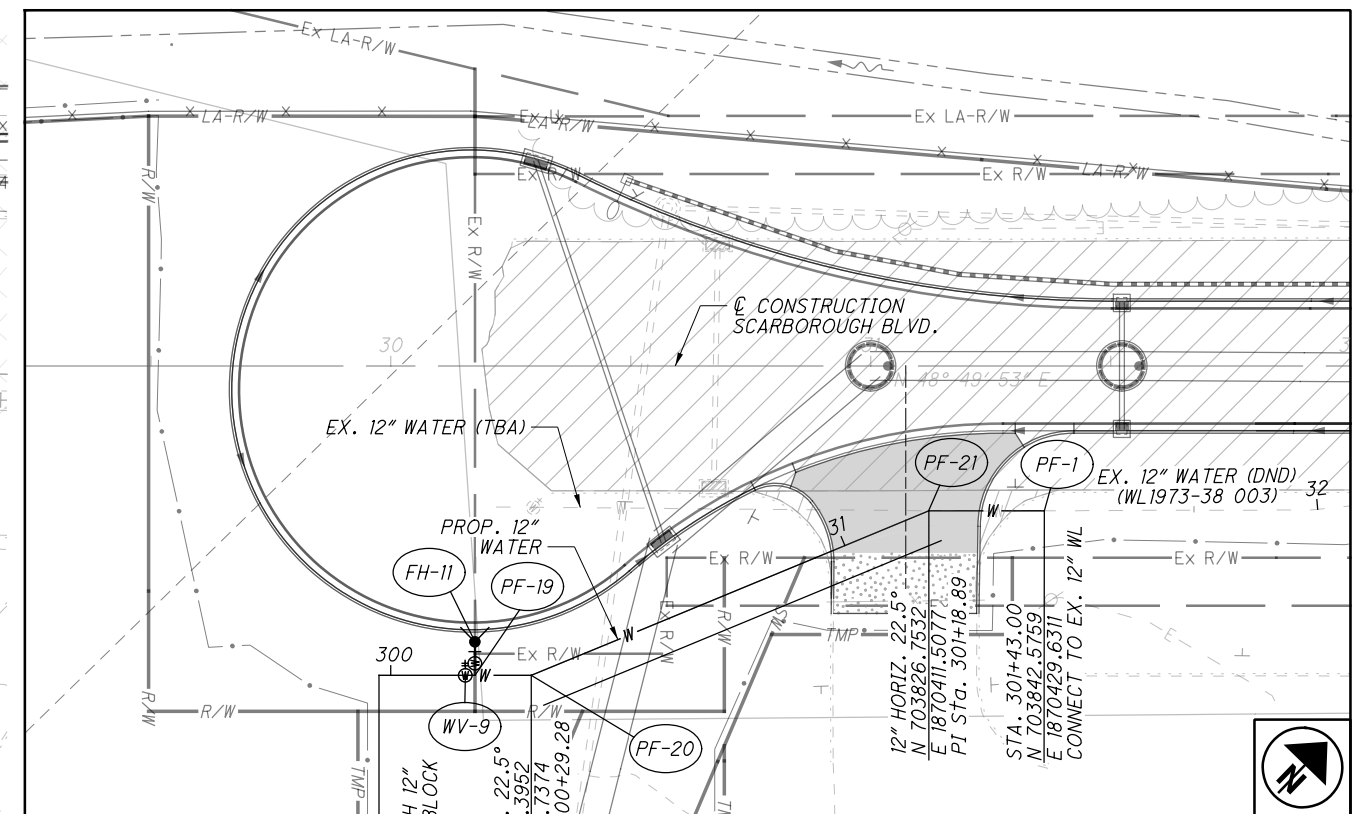 Ex LA-R/W
LA-R/W
LA-R/W
Ex LA-R/W
Ex R/W
Ex R/W
LA-R/W
R/W
Ex R/W
℄ CONSTRUCTION
SCARBOROUGH BLVD.
30
N 48° 49' 53" E
EX. 12" WATER (TBA)
PF-21
PF-1
EX. 12" WATER (DND)
(WL1973-38 003)
32
W
W
PROP. 12"
WATER
31
Ex R/W
Ex R/W
FH-11
PF-19
E
W
Ex R/W
R/W
SW
TMP
300
Ex R/W
W
W
R/W
R/W
R/W
WV-9
PF-20
12" HORIZ. 22.5°
N 703826.7532
E 1870411.5077
PI Sta. 301+18.89
STA. 301+43.00
N 703842.5759
E 1870429.6311
CONNECT TO EX. 12" WL
TMP
H 12"
BLOCK
. 22.5°
.3952
.7374
00+29.28
N